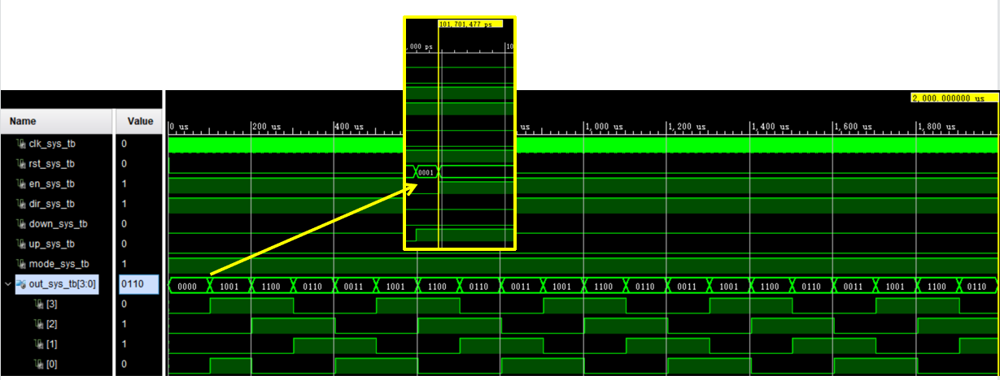 101,701,477 ps
,000 ps 10
2,000.000000 us
Name Value
0 us 200 us 400 us us 1,000 us 1,200 us 1,400 us 1,600 us 1,800 us
clk_sys_tb 0
rst_sys_tb 0
en_sys_tb 1
0001
dir_sys_tb 1
down_sys_tb 0
up_sys_tb 0
mode_sys_tb 1
out_sys_tb[3:0] 0110 0000 1001 1100 0110 0011 1001 1100 0110 0011 1001 1100 0110 0011 1001 1100 0110 0011 1001 1100 0110
[3] 0
[2] 1
[1] 1
[0] 0